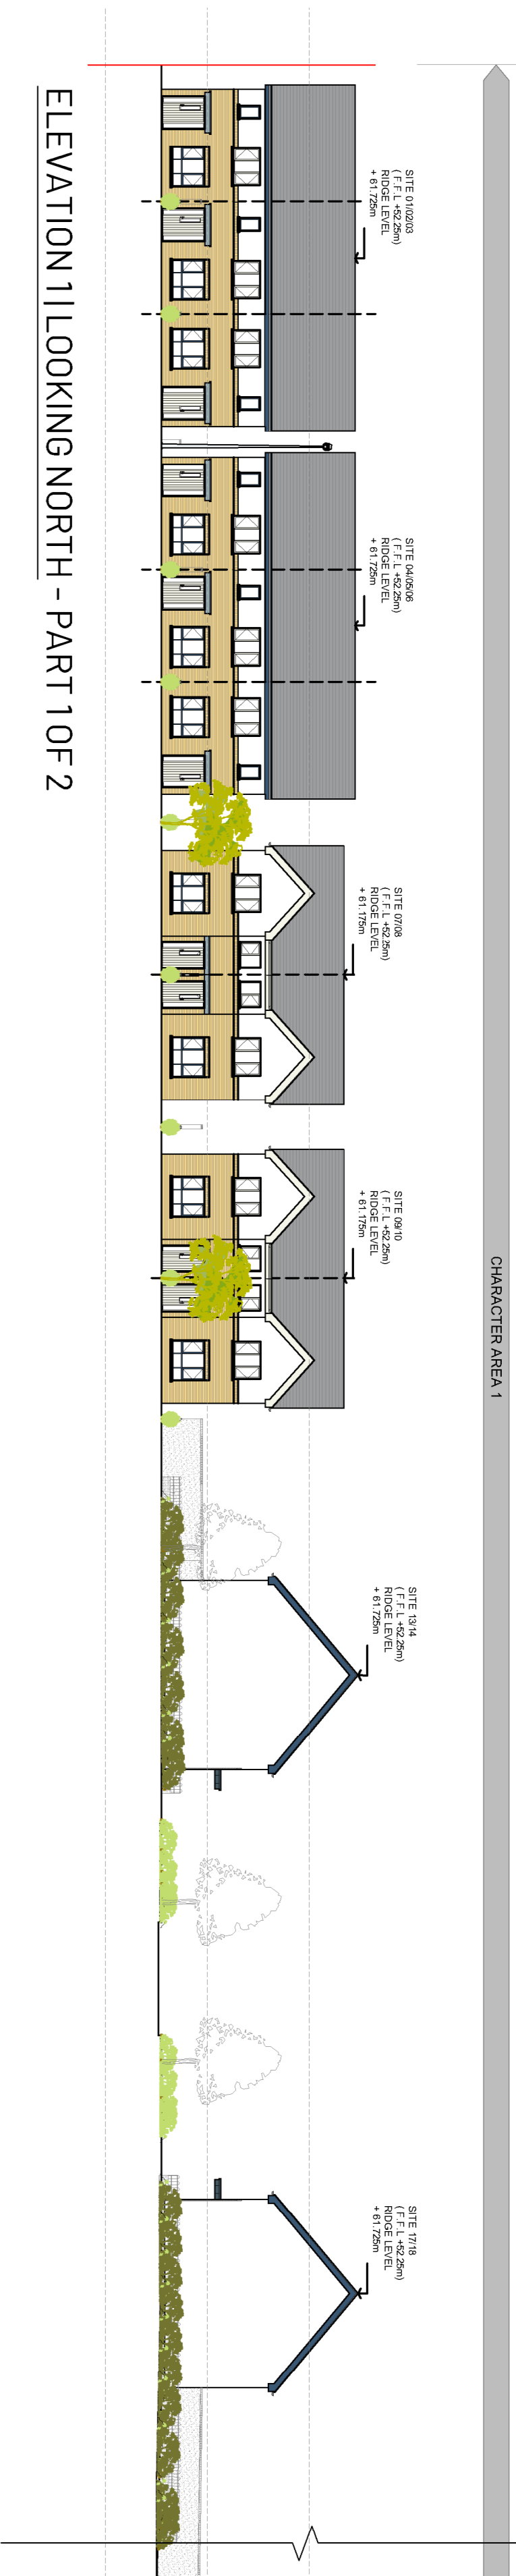 CHARACTER AREA 1
SITE 01/02/03
( F.F.L +52.25m)
RIDGE LEVEL
+ 61.725m
SITE 04/05/06
( F.F.L +52.25m)
RIDGE LEVEL
+ 61.725m
SITE 07/08
( F.F.L +52.25m)
RIDGE LEVEL
+ 61.175m
SITE 09/10
( F.F.L +52.25m)
RIDGE LEVEL
+ 61.175m
SITE 13/14
( F.F.L +52.25m)
RIDGE LEVEL
+ 61.725m
SITE 17/18
( F.F.L +52.25m)
RIDGE LEVEL
+ 61.725m
ELEVATION 1 | LOOKING NORTH - PART 1 OF 2